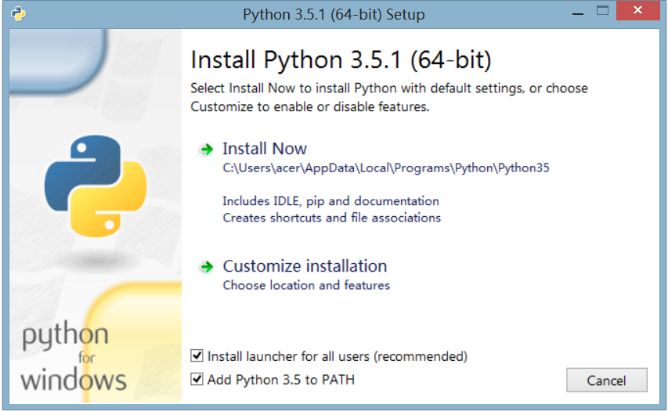 Python 3.5.1 (64-bit) Setup
Install Python 3.5.1 (64-bit)
Select Install Now to install Python with default settings, or choose
Customize to enable or disable features.
Install Now
C:\Users\acer\AppData\Local\Programs\Python\Python35
Includes IDLE, pip and documentation
Creates shortcuts and file associations
Customize installation
Choose location and features
python
for
windows
Install launcher for all users (recommended)
Add Python 3.5 to PATH
Cancel